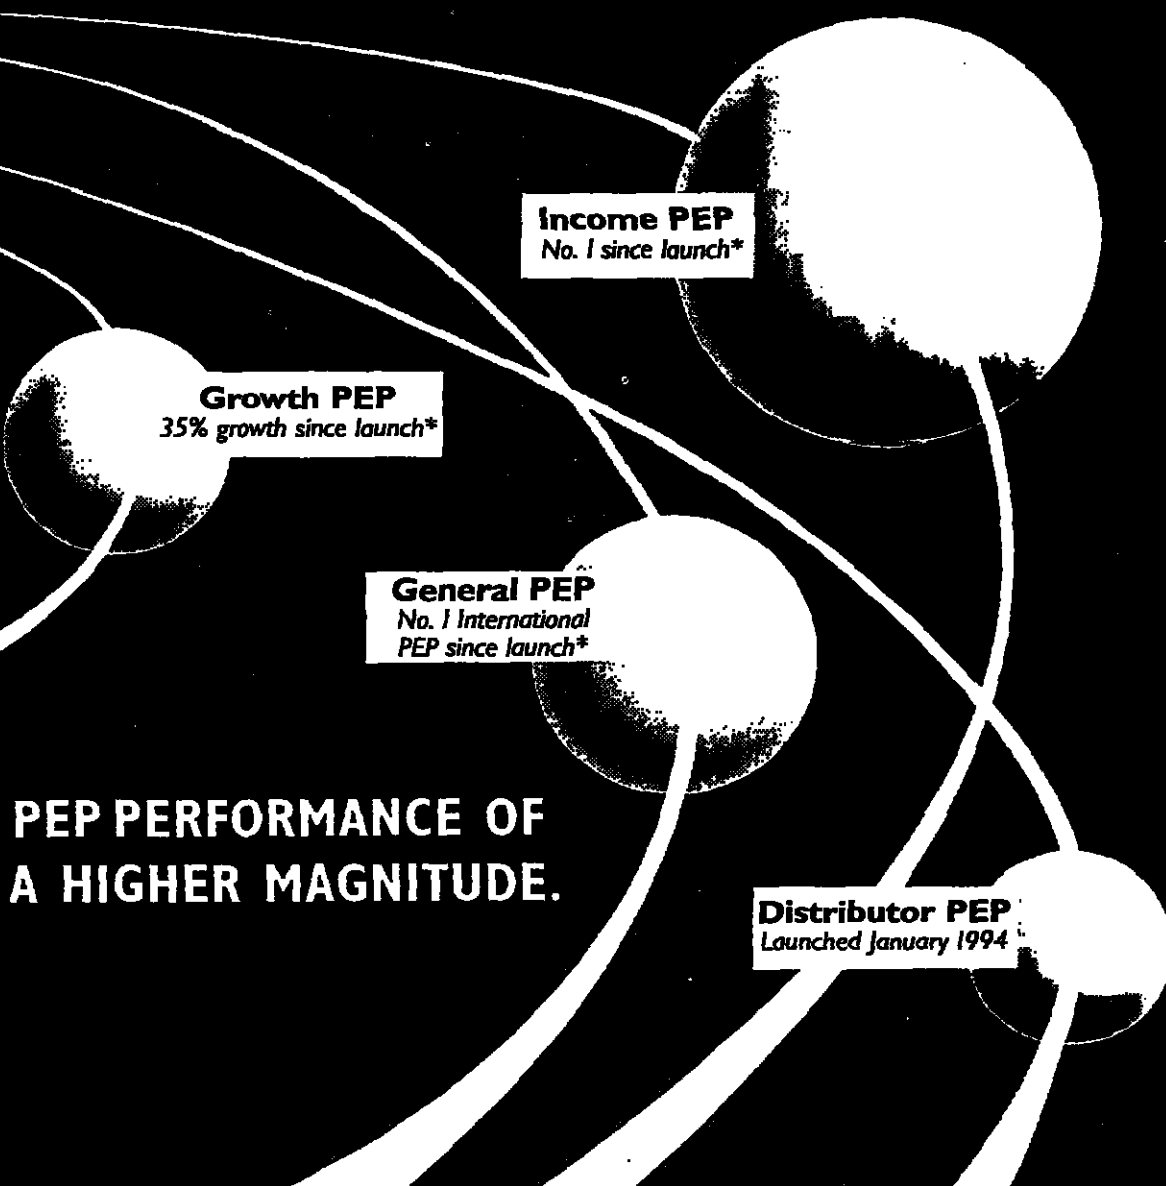 Income PEP
No. 1 since launch*
Growth PEP
35% growth since launch*
General PEP
No. 1 International
PEP since launch*
PEP PERFORMANCE OF
A HIGHER MAGNITUDE.
Distributor PEP
Launched January 1994